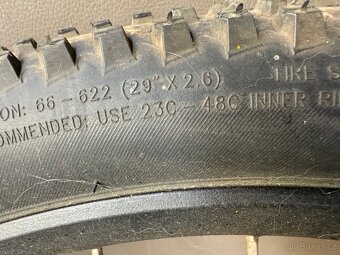 ON: 66-622 (29" X 2.6) TIRE S
OMMENDED: USE 23C-48C INNER RI